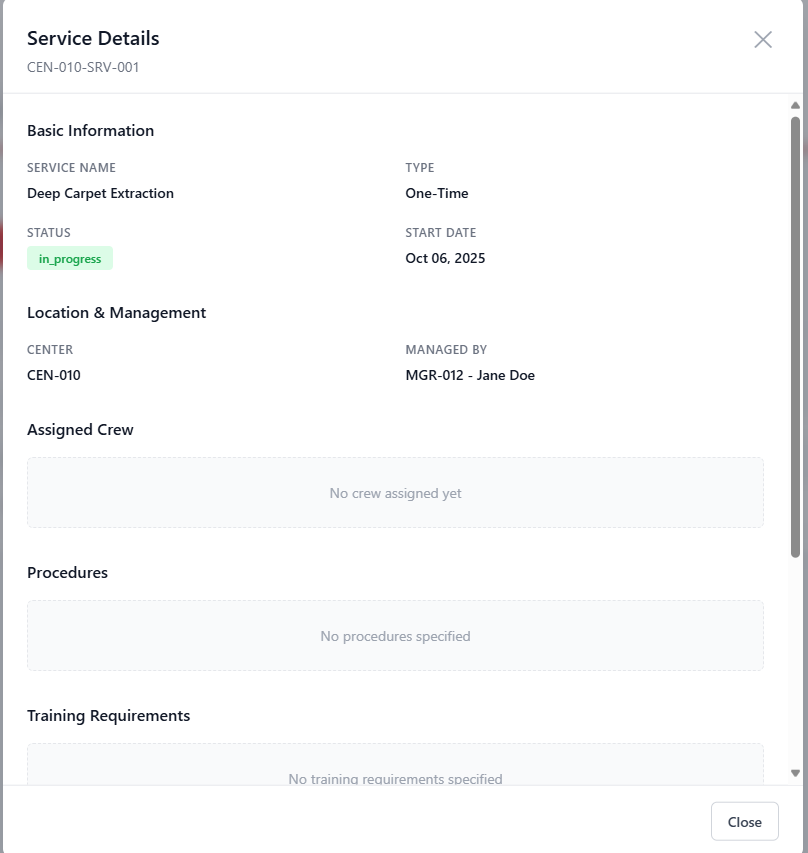 Service Details
CEN-010-SRV-001
Basic Information
SERVICE NAME
TYPE
Deep Carpet Extraction
One-Time
STATUS
START DATE
in_progress
Oct 06, 2025
Location & Management
CENTER
MANAGED BY
CEN-010
MGR-012 - Jane Doe
Assigned Crew
No crew assigned yet
Procedures
No procedures specified
Training Requirements
No training requirements specified
Close